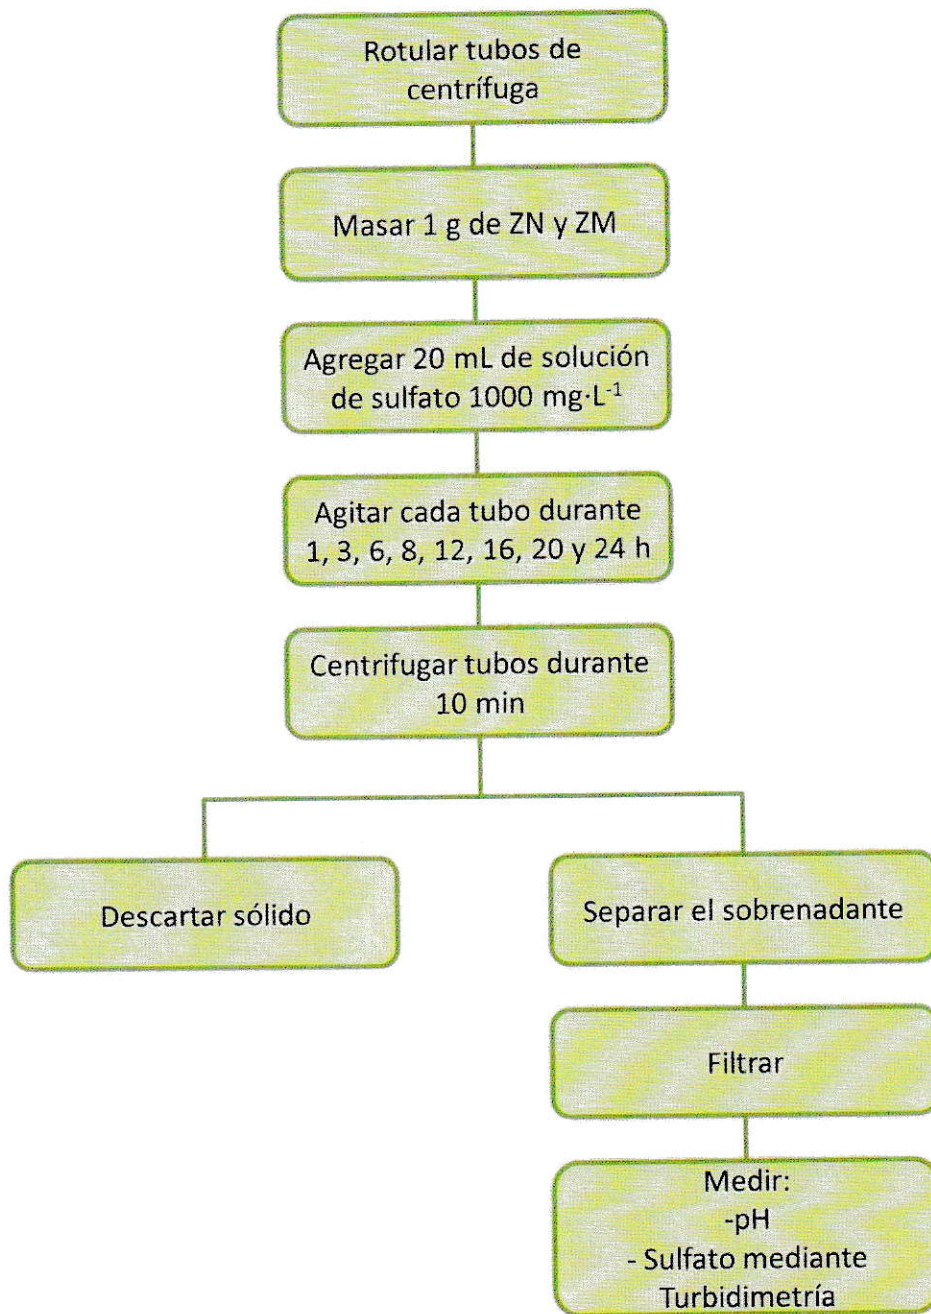 Rotular tubos de
centrífuga
Masar 1 g de ZN y ZM
Agregar 20 mL de solución
de sulfato 1000 mg·L⁻¹
Agitar cada tubo durante
1, 3, 6, 8, 12, 16, 20 y 24 h
Centrifugar tubos durante
10 min
Descartar sólido
Separar el sobrenadante
Filtrar
Medir:
-pH
- Sulfato mediante
Turbidimetría